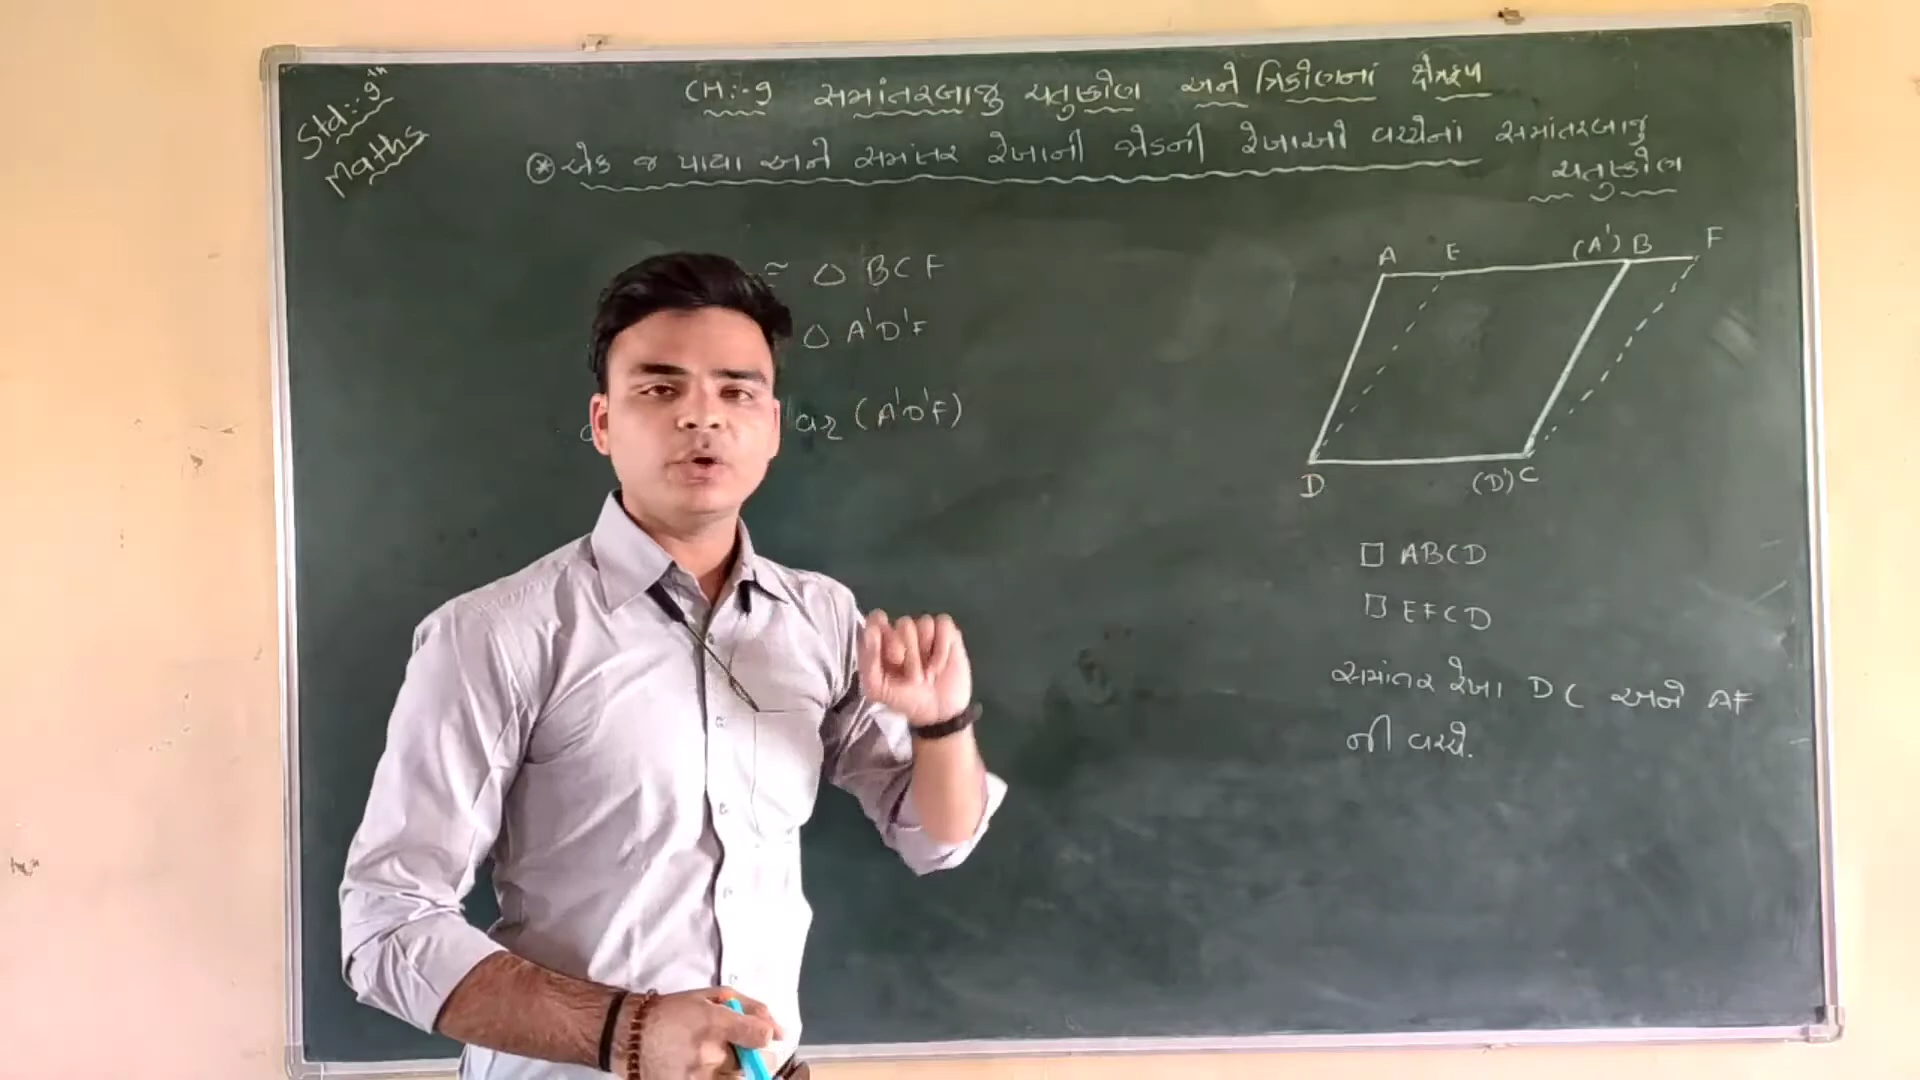 Std:- 9th
Maths
CH:-9 સમાંતરબાજુ ચતુષ્કોણ અને ત્રિકોણનાં ક્ષેત્રફળ
* એક જ પાયા અને સમાંતર રેખાની જોડની રેખાઓ વચ્ચેનાં સમાંતરબાજુ
ચતુષ્કોણ
≅ △ BCF
△ A'D'F
(A'D'F)
A E (A') B F
D (D') C
□ ABCD
□ EFCD
સમાંતર રેખા DC અને AF
ની વચ્ચે.